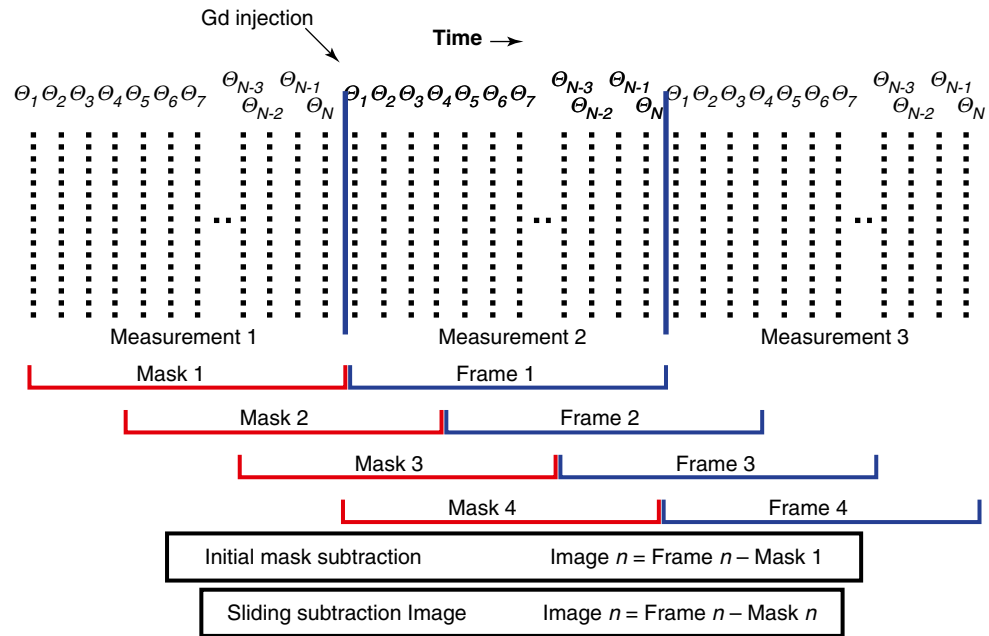 Gd injection
Time →
Θ1 Θ2 Θ3 Θ4 Θ5 Θ6 Θ7 ΘN-3 ΘN-2 ΘN-1 ΘN Θ1 Θ2 Θ3 Θ4 Θ5 Θ6 Θ7 ΘN-3 ΘN-2 ΘN-1 ΘN Θ1 Θ2 Θ3 Θ4 Θ5 Θ6 Θ7 ΘN-3 ΘN-2 ΘN-1 ΘN
Measurement 1 Measurement 2 Measurement 3
Mask 1 Frame 1
Mask 2 Frame 2
Mask 3 Frame 3
Mask 4 Frame 4
Initial mask subtraction Image n = Frame n – Mask 1
Sliding subtraction Image Image n = Frame n – Mask n